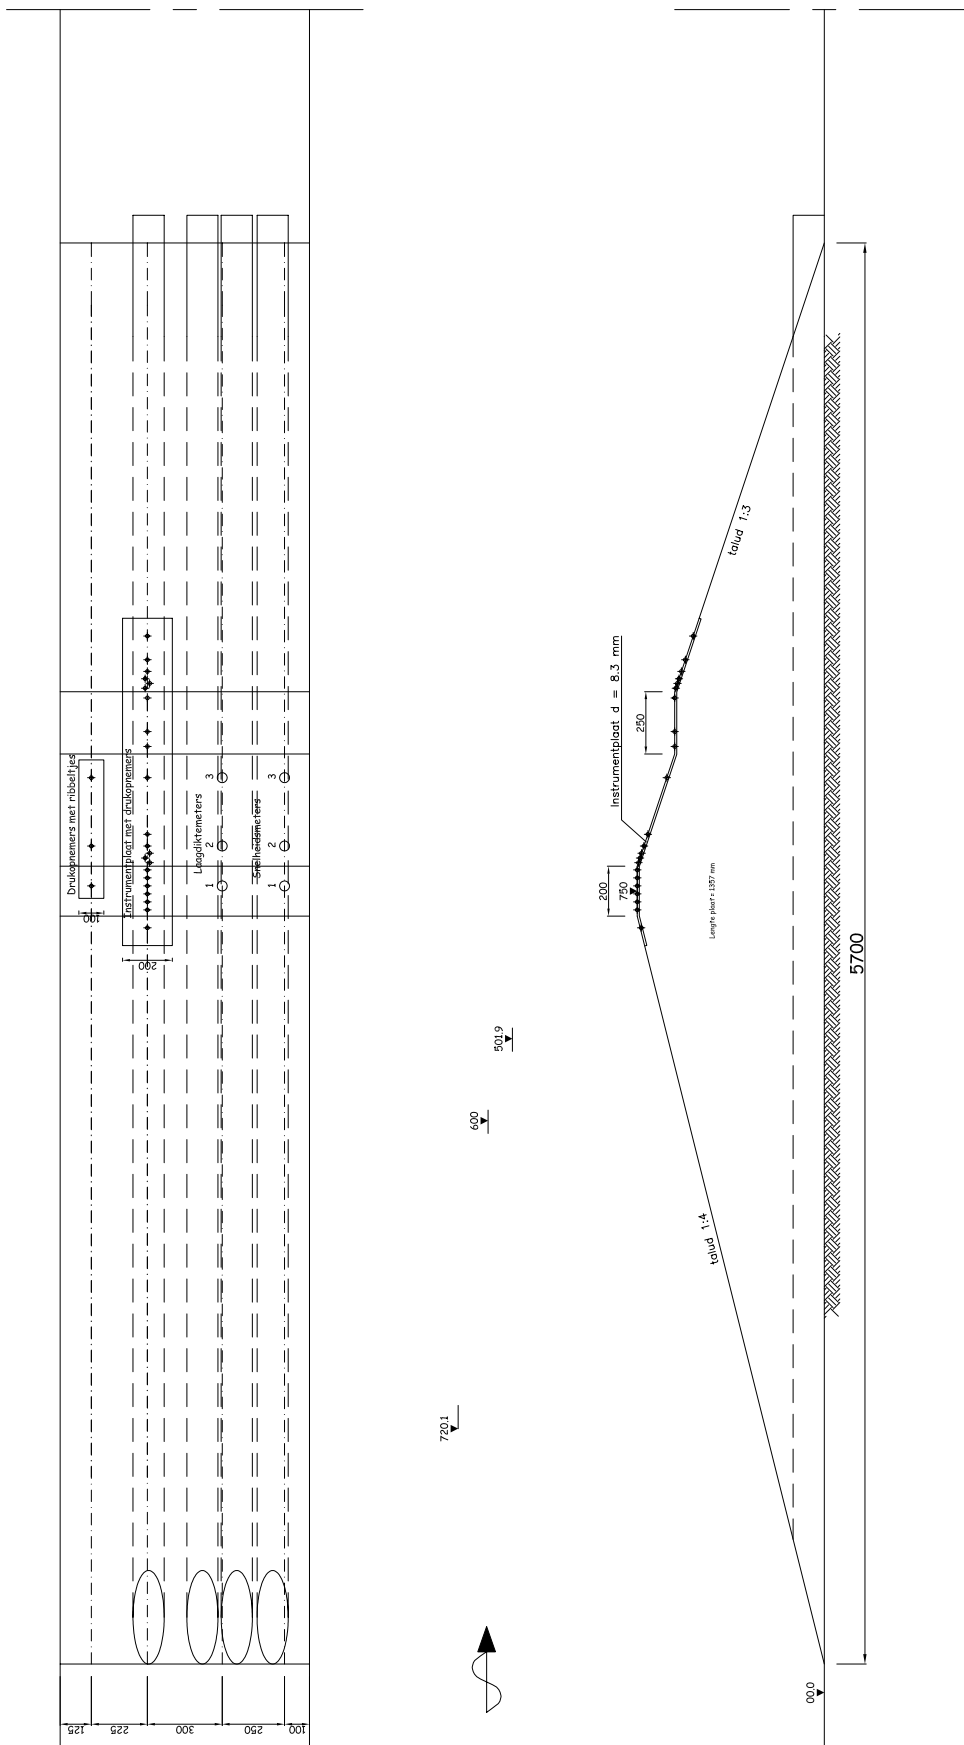 Drukopnemers met ribbeltjes
100
Instrumentplaat met drukopnemers
200
Laagdiktemeters
1
2
3
Snelheidsmeters
1
2
3
125
225
300
250
100
720.1
600
501.9
Instrumentplaat d = 8.3 mm
250
200
750
Lengte plaat = 1357 mm
talud 1:3
talud 1:4
5700
00.0